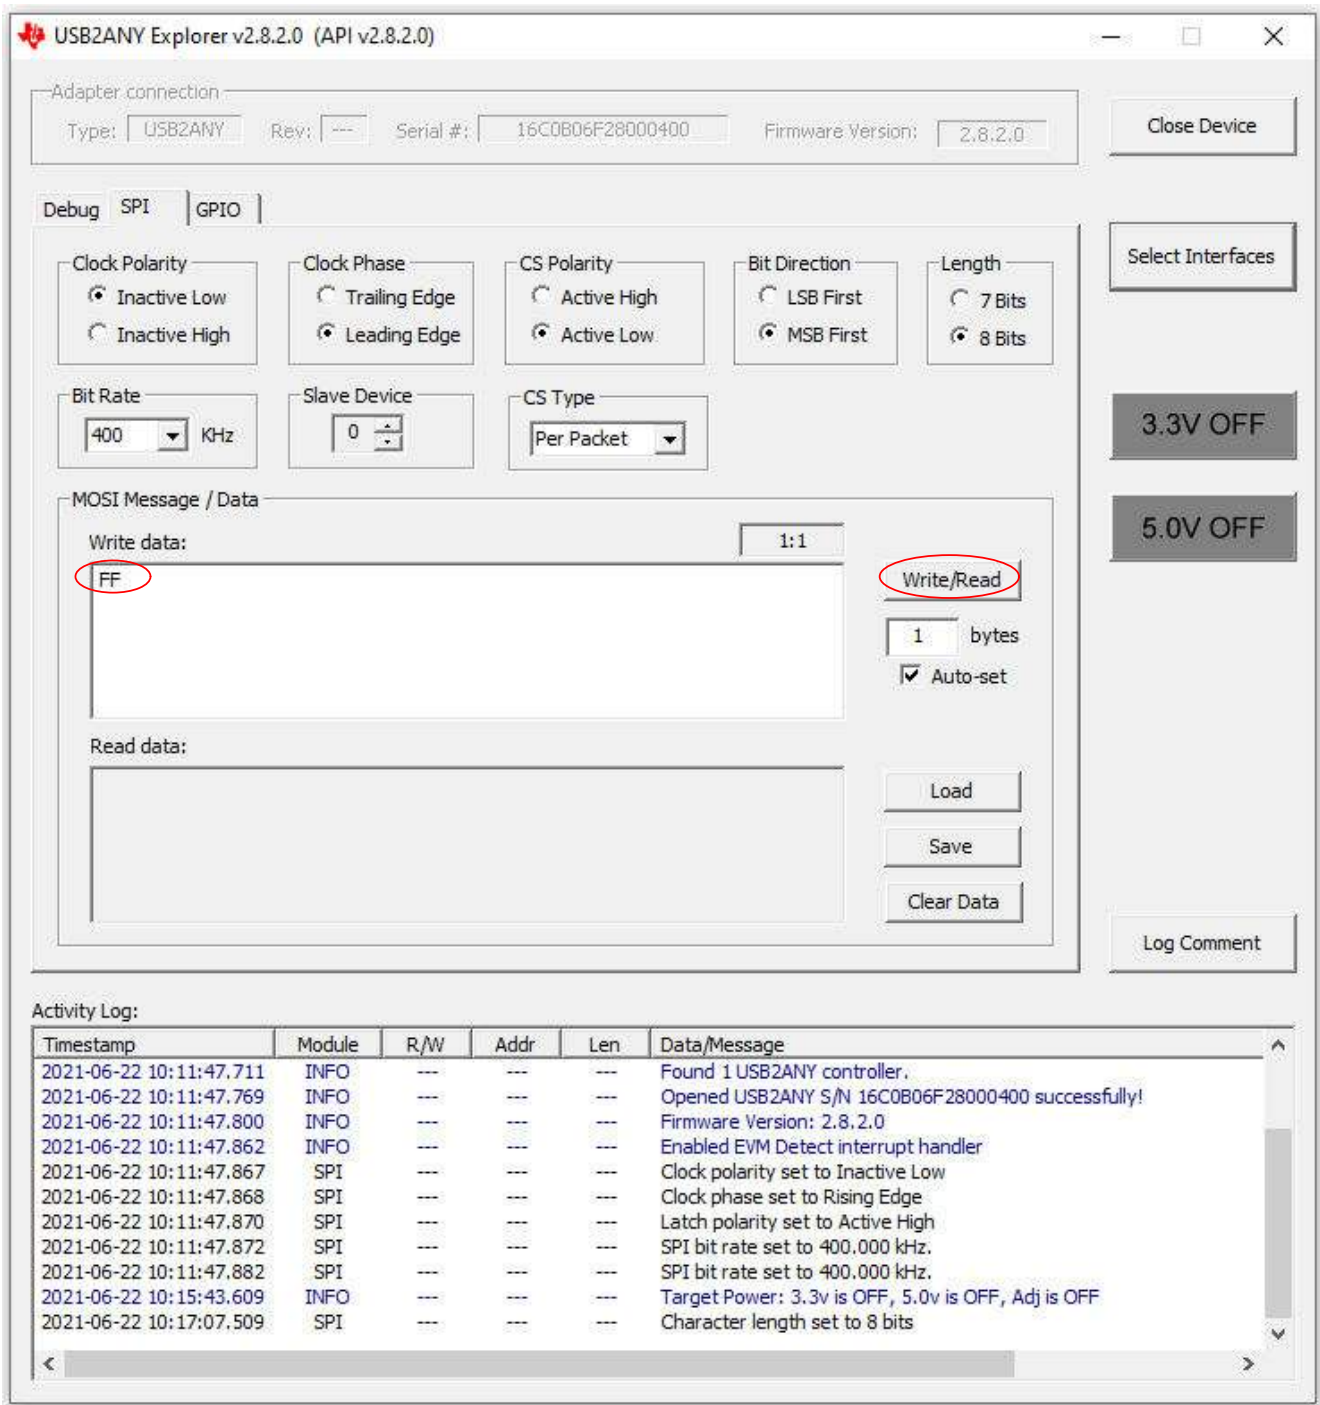 USB2ANY Explorer v2.8.2.0 (API v2.8.2.0)
Adapter connection
Type: USB2ANY Rev: --- Serial #: 16C0B06F28000400 Firmware Version: 2.8.2.0
Close Device
Debug SPI GPIO
Select Interfaces
Clock Polarity Clock Phase CS Polarity Bit Direction Length
Inactive Low Trailing Edge Active High LSB First 7 Bits
Inactive High Leading Edge Active Low MSB First 8 Bits
Bit Rate Slave Device CS Type
400 KHz 0 Per Packet
3.3V OFF
MOSI Message / Data
5.0V OFF
Write data: 1:1
FF Write/Read
1 bytes
Auto-set
Read data:
Load
Save
Clear Data
Log Comment
Activity Log:
Timestamp Module R/W Addr Len Data/Message
2021-06-22 10:11:47.711 INFO --- --- --- Found 1 USB2ANY controller.
2021-06-22 10:11:47.769 INFO --- --- --- Opened USB2ANY S/N 16C0B06F28000400 successfully!
2021-06-22 10:11:47.800 INFO --- --- --- Firmware Version: 2.8.2.0
2021-06-22 10:11:47.862 INFO --- --- --- Enabled EVM Detect interrupt handler
2021-06-22 10:11:47.867 SPI --- --- --- Clock polarity set to Inactive Low
2021-06-22 10:11:47.868 SPI --- --- --- Clock phase set to Rising Edge
2021-06-22 10:11:47.870 SPI --- --- --- Latch polarity set to Active High
2021-06-22 10:11:47.872 SPI --- --- --- SPI bit rate set to 400.000 kHz.
2021-06-22 10:11:47.882 SPI --- --- --- SPI bit rate set to 400.000 kHz.
2021-06-22 10:15:43.609 INFO --- --- --- Target Power: 3.3v is OFF, 5.0v is OFF, Adj is OFF
2021-06-22 10:17:07.509 SPI --- --- --- Character length set to 8 bits